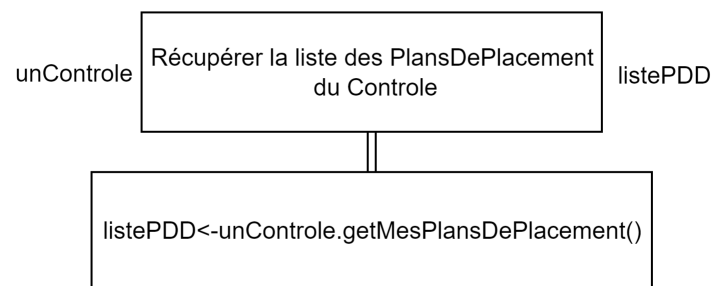 unControle
Récupérer la liste des PlansDePlacement
du Controle
listePDD
listePDD<-unControle.getMesPlansDePlacement()